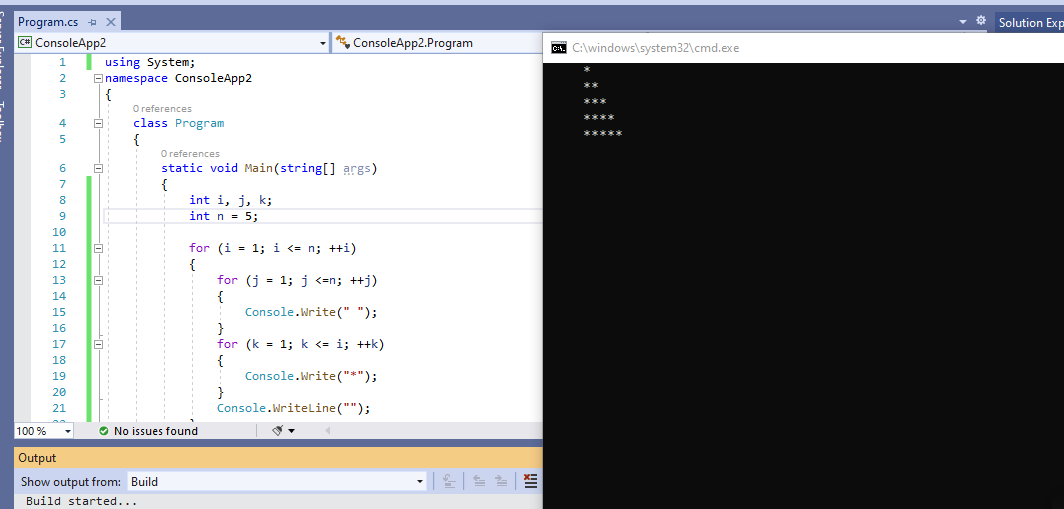 Program.cs
Solution Exp
C# ConsoleApp2
ConsoleApp2.Program
1 using System;
2 namespace ConsoleApp2
3 {
0 references
4 class Program
5 {
0 references
6 static void Main(string[] args)
7 {
8 int i, j, k;
9 int n = 5;
10
11 for (i = 1; i <= n; ++i)
12 {
13 for (j = 1; j <=n; ++j)
14 {
15 Console.Write(" ");
16 }
17 for (k = 1; k <= i; ++k)
18 {
19 Console.Write("*");
20 }
21 Console.WriteLine("");
100 %
No issues found
Output
Show output from: Build
Build started...
C:\windows\system32\cmd.exe
*
**
***
****
*****